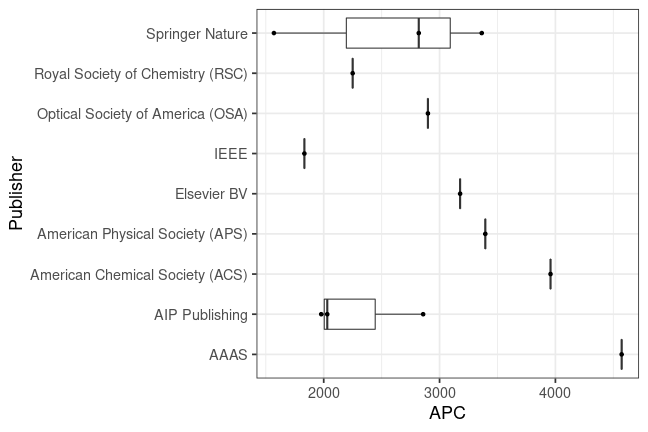 Publisher
Springer Nature
Royal Society of Chemistry (RSC)
Optical Society of America (OSA)
IEEE
Elsevier BV
American Physical Society (APS)
American Chemical Society (ACS)
AIP Publishing
AAAS
2000 3000 4000
APC